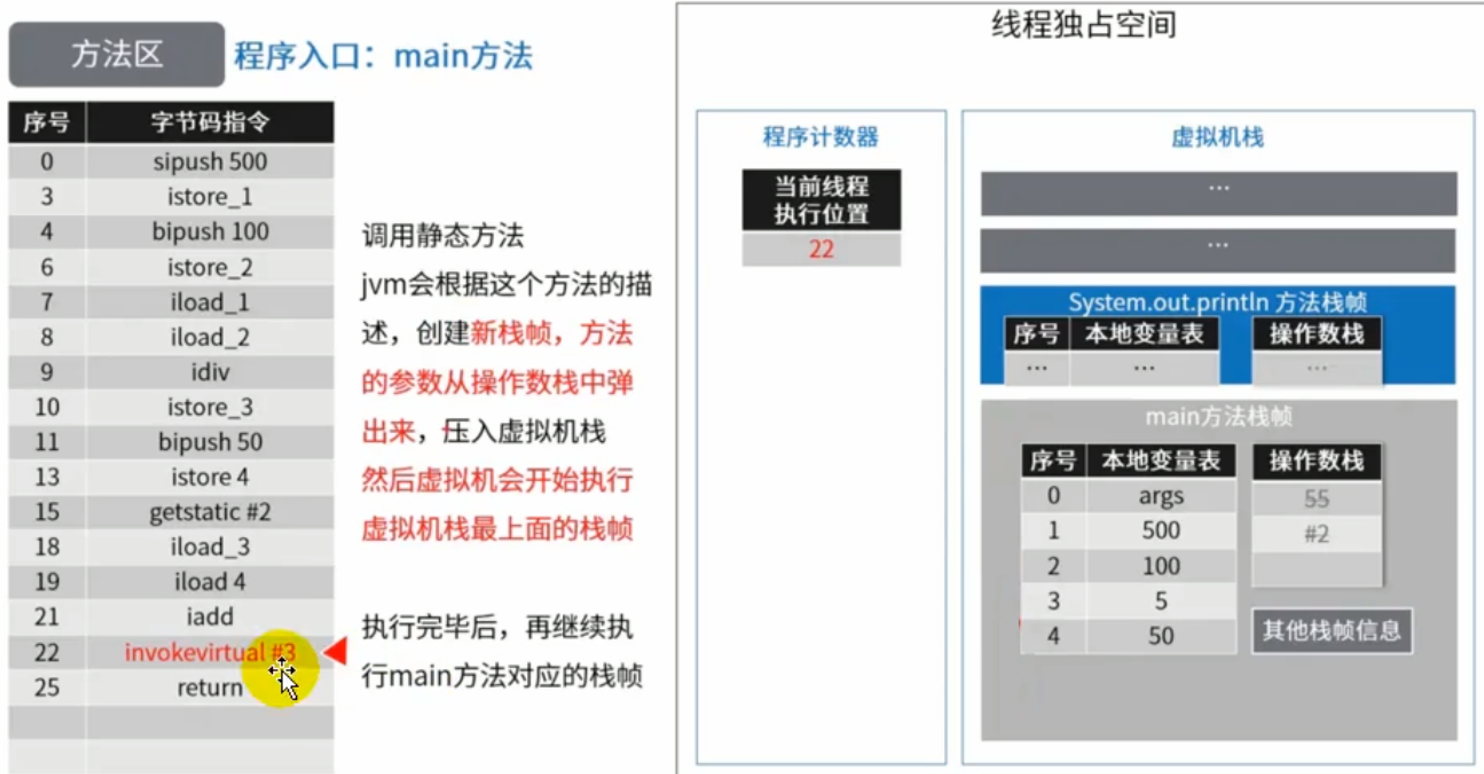 方法区 程序入口：main方法
序号 字节码指令
0 sipush 500
3 istore_1
4 bipush 100
6 istore_2
7 iload_1
8 iload_2
9 idiv
10 istore_3
11 bipush 50
13 istore 4
15 getstatic #2
18 iload_3
19 iload 4
21 iadd
22 invokevirtual #3
25 return
调用静态方法
jvm会根据这个方法的描
述，创建新栈帧，方法
的参数从操作数栈中弹
出来，压入虚拟机栈
然后虚拟机会开始执行
虚拟机栈最上面的栈帧
执行完毕后，再继续执
行main方法对应的栈帧
线程独占空间
程序计数器
当前线程
执行位置
22
虚拟机栈
...
...
System.out.println 方法栈帧
序号 本地变量表 操作数栈
... ... ...
main方法栈帧
序号 本地变量表 操作数栈
0 args 55
1 500 #2
2 100
3 5
4 50
其他栈帧信息